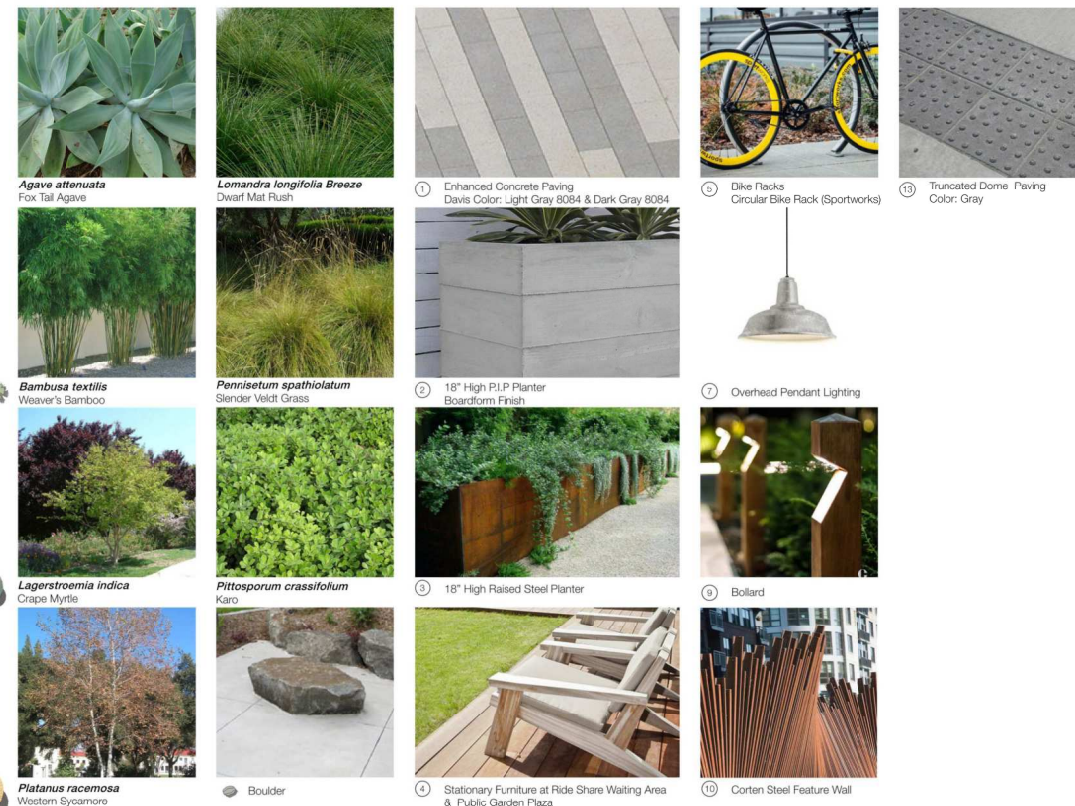 Agave attenuata
Fox Tail Agave
Lomandra longifolia Breeze
Dwarf Mat Rush
1 Enhanced Concrete Paving
Davis Color: Light Gray 8084 & Dark Gray 8084
5 Bike Racks
Circular Bike Rack (Sportworks)
13 Truncated Dome Paving
Color: Gray
Bambusa textilis
Weaver's Bamboo
Pennisetum spathiolatum
Slender Veldt Grass
2 18" High P.I.P Planter
Boardform Finish
7 Overhead Pendant Lighting
Lagerstroemia indica
Crape Myrtle
Pittosporum crassifolium
Karo
3 18" High Raised Steel Planter
9 Bollard
Platanus racemosa
Western Sycamore
Boulder
4 Stationary Furniture at Ride Share Waiting Area
& Public Garden Plaza
10 Corten Steel Feature Wall